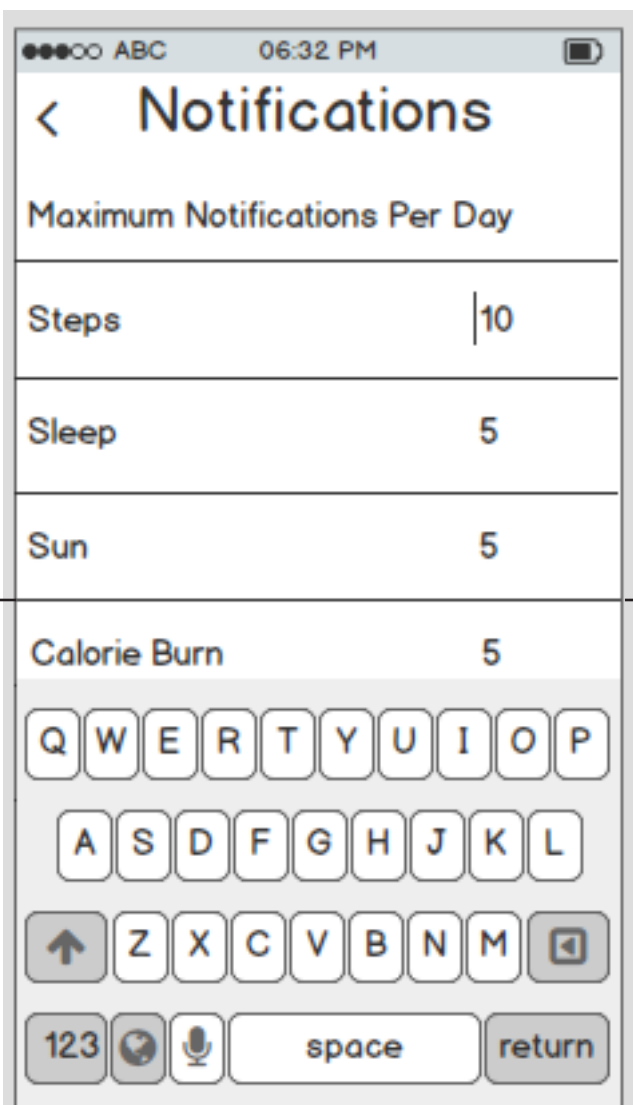 ABC 06:32 PM
Notifications
Maximum Notifications Per Day
Steps 10
Sleep 5
Sun 5
Calorie Burn 5
Q W E R T Y U I O P
A S D F G H J K L
Z X C V B N M
123 space return